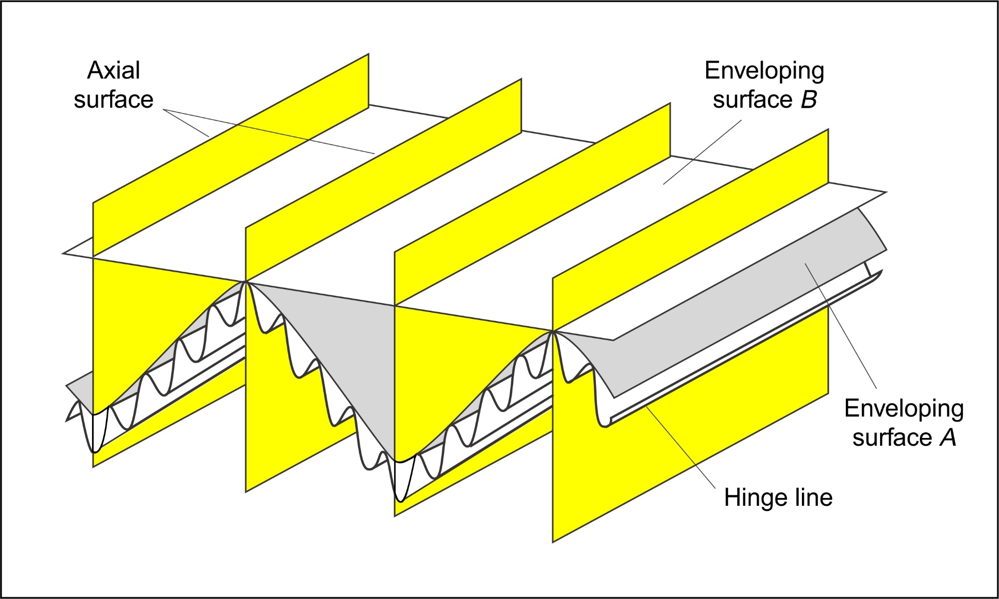 Axial
surface
Enveloping
surface B
Enveloping
surface A
Hinge line